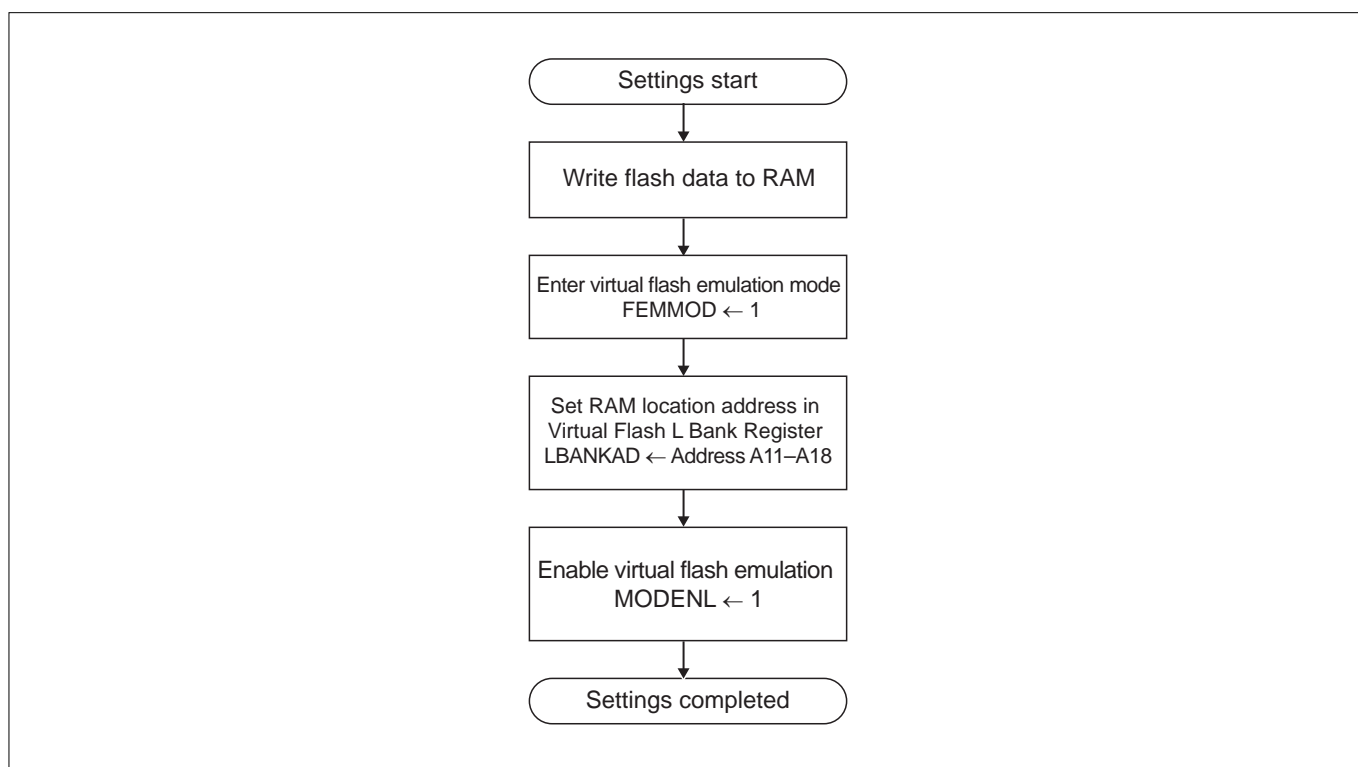 Settings start
Write flash data to RAM
Enter virtual flash emulation mode
FEMMOD ← 1
Set RAM location address in
Virtual Flash L Bank Register
LBANKAD ← Address A11–A18
Enable virtual flash emulation
MODENL ← 1
Settings completed